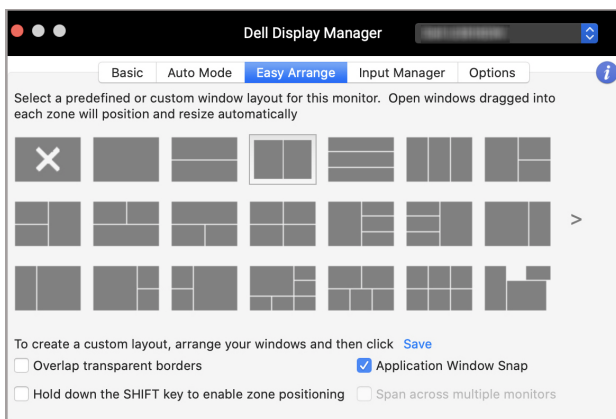 Dell Display Manager
Basic Auto Mode Easy Arrange Input Manager Options
Select a predefined or custom window layout for this monitor. Open windows dragged into
each zone will position and resize automatically
>
To create a custom layout, arrange your windows and then click Save
Overlap transparent borders Application Window Snap
Hold down the SHIFT key to enable zone positioning Span across multiple monitors